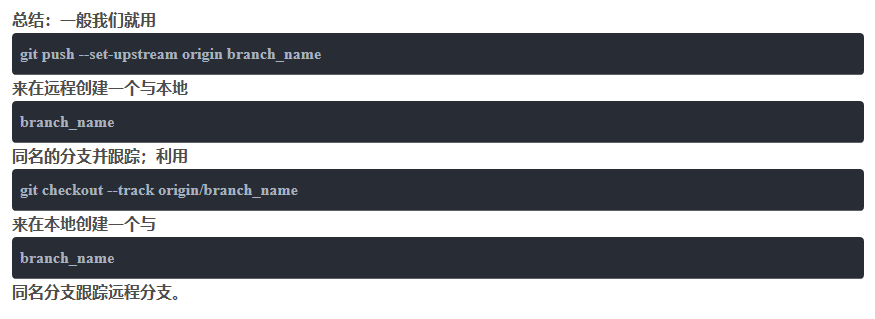 总结：一般我们就用
git push --set-upstream origin branch_name
来在远程创建一个与本地
branch_name
同名的分支并跟踪；利用
git checkout --track origin/branch_name
来在本地创建一个与
branch_name
同名分支跟踪远程分支。